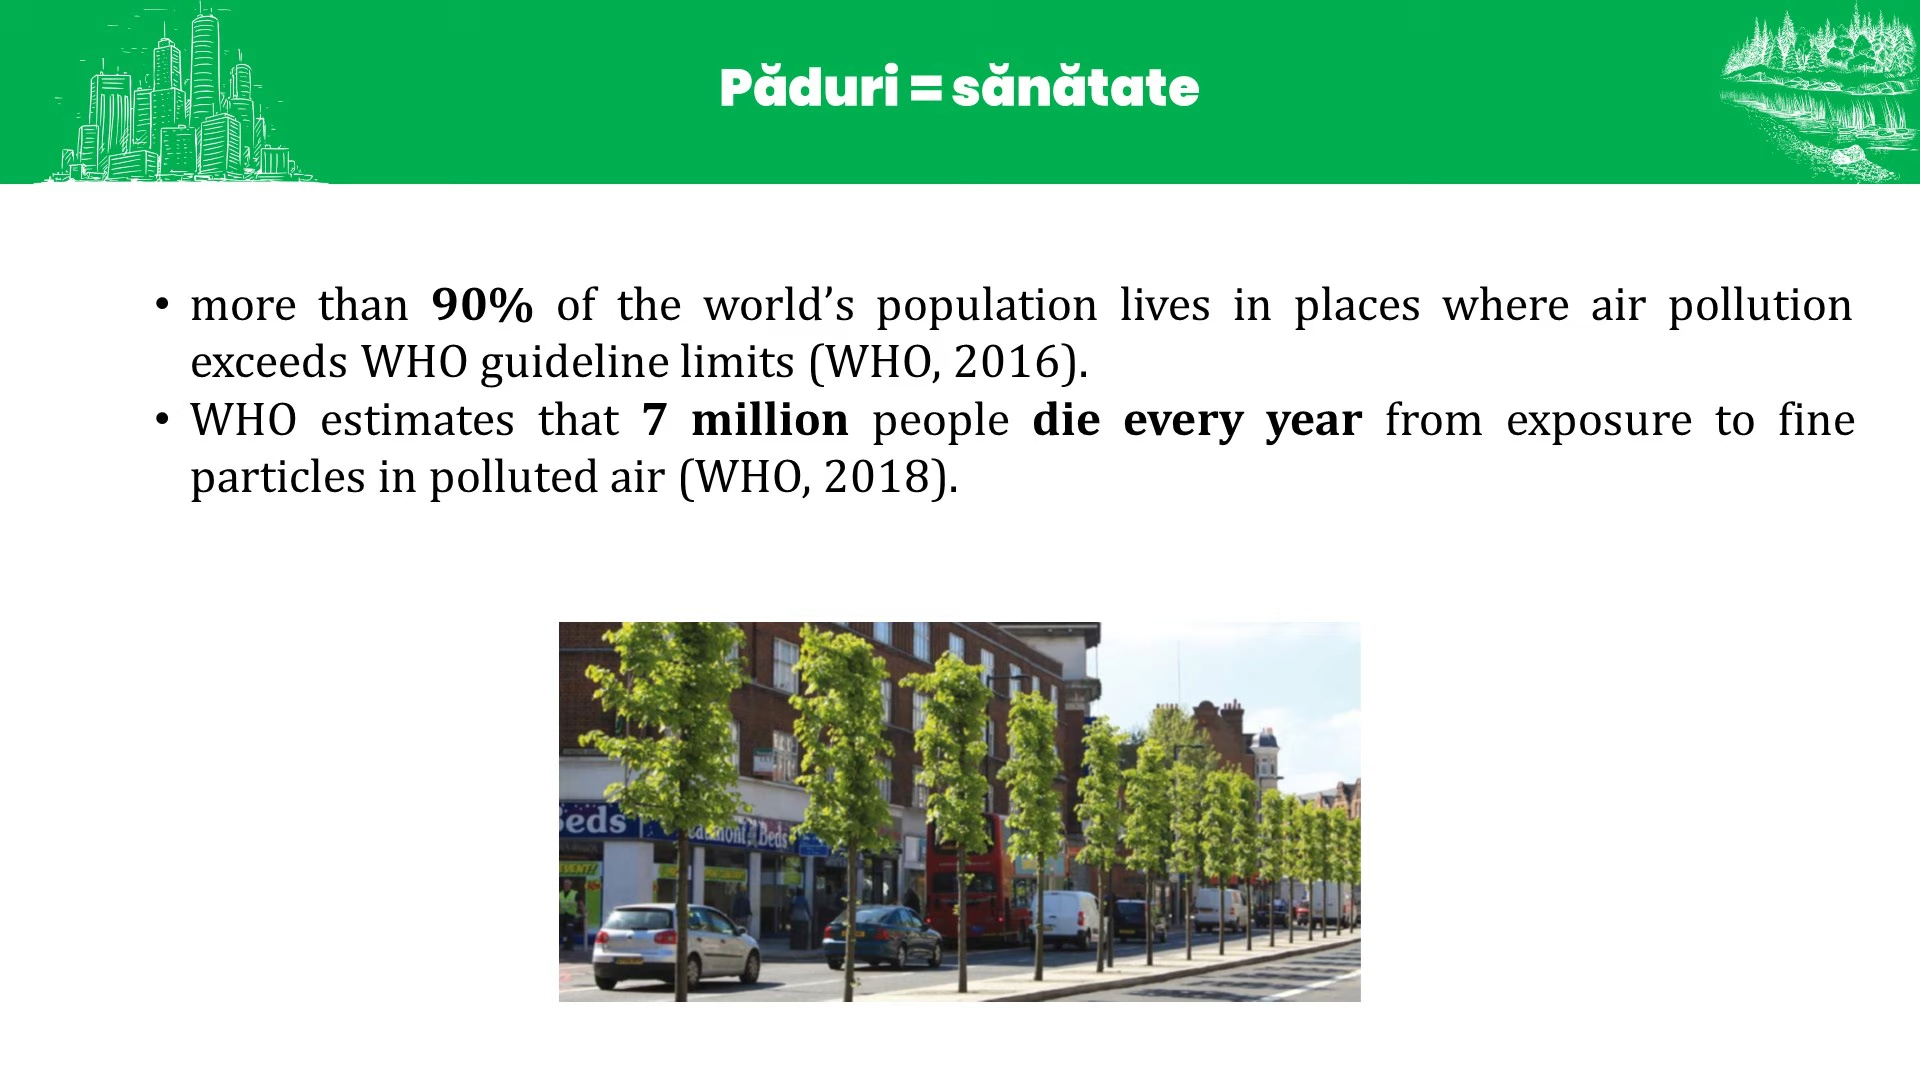 Păduri = sănătate
• more than 90% of the world’s population lives in places where air pollution
exceeds WHO guideline limits (WHO, 2016).
• WHO estimates that 7 million people die every year from exposure to fine
particles in polluted air (WHO, 2018).
Beds
Beds